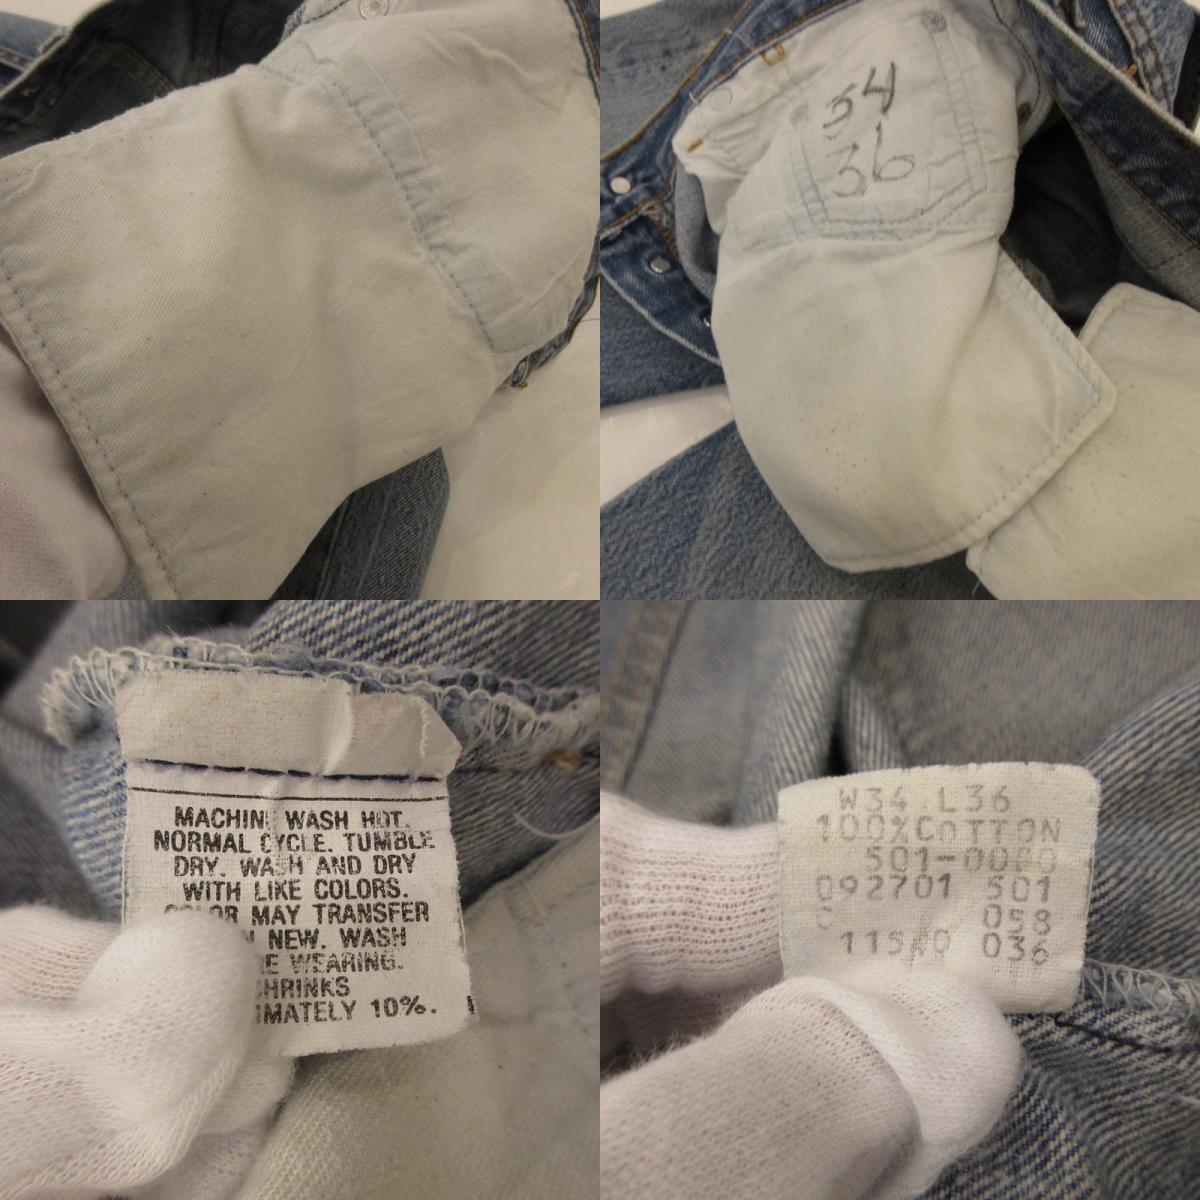 34
36
MACHINE WASH HOT.
NORMAL CYCLE. TUMBLE
DRY. WASH AND DRY
WITH LIKE COLORS.
COLOR MAY TRANSFER
NEW. WASH
WEARING.
SHRINKS
10%.
W34 L36
100%COTTON
501-0000
092701 501
058
036